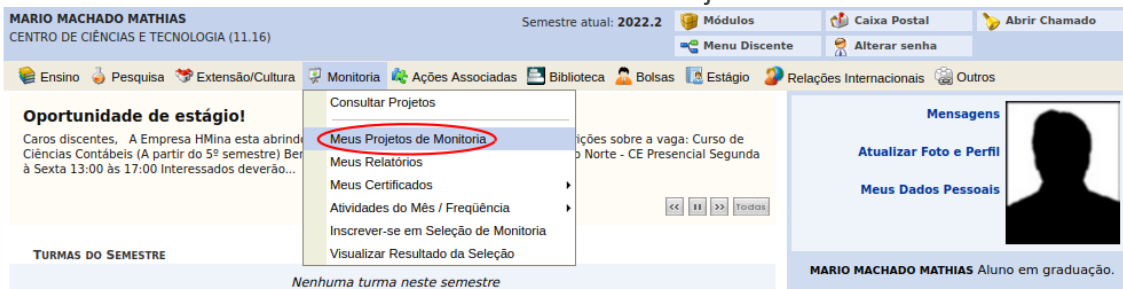 MARIO MACHADO MATHIAS
Semestre atual: 2022.2
Módulos
Caixa Postal
Abrir Chamado
CENTRO DE CIÊNCIAS E TECNOLOGIA (11.16)
Menu Discente
Alterar senha
Ensino Pesquisa Extensão/Cultura Monitoria Ações Associadas Biblioteca Bolsas Estágio Relações Internacionais Outros
Oportunidade de estágio!
Caros discentes, A Empresa HMina esta abrindo
ições sobre a vaga: Curso de
Ciências Contábeis (A partir do 5º semestre)
Norte - CE Presencial Segunda
à Sexta 13:00 às 17:00 Interessados deverão...
Consultar Projetos
Meus Projetos de Monitoria
Meus Relatórios
Meus Certificados
Atividades do Mês / Freqüência
Inscrever-se em Seleção de Monitoria
Visualizar Resultado da Seleção
<< >> Todas
Mensagens
Atualizar Foto e Perfil
Meus Dados Pessoais
TURMAS DO SEMESTRE
Nenhuma turma neste semestre
MARIO MACHADO MATHIAS Aluno em graduação.